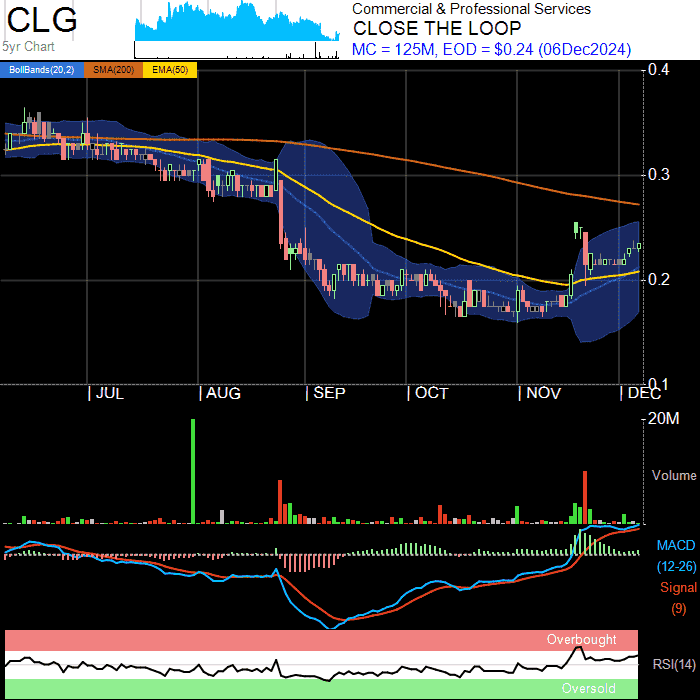 CLG
5yr Chart
Commercial & Professional Services
CLOSE THE LOOP
MC = 125M, EOD = $0.24 (06Dec2024)
BollBands(20,2) SMA(200) EMA(50)
0.4
0.3
0.2
0.1
| JUL | AUG | SEP | OCT | NOV | DEC
20M
Volume
MACD
(12-26)
Signal
(9)
Overbought
RSI(14)
Oversold